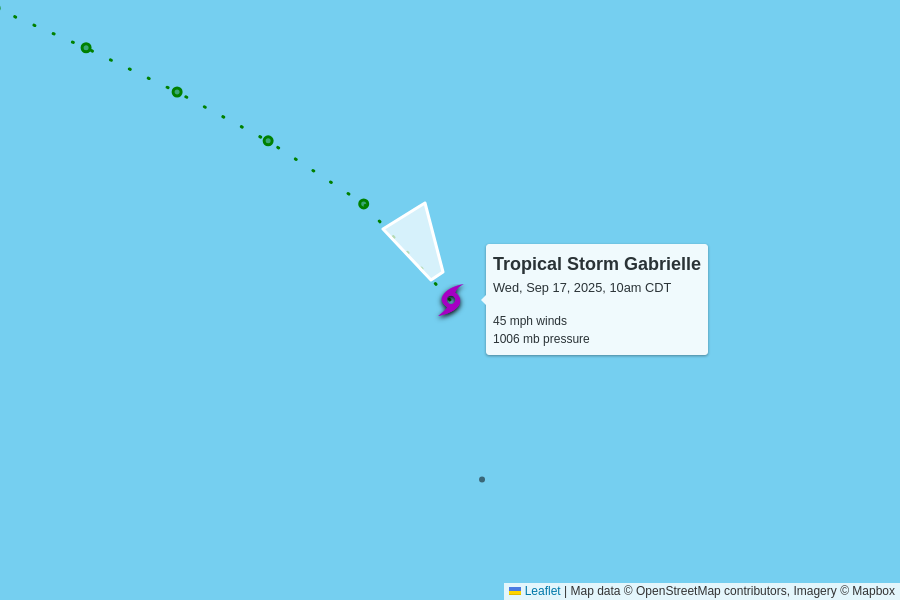 Tropical Storm Gabrielle
Wed, Sep 17, 2025, 10am CDT
45 mph winds
1006 mb pressure
Leaflet | Map data © OpenStreetMap contributors, Imagery © Mapbox